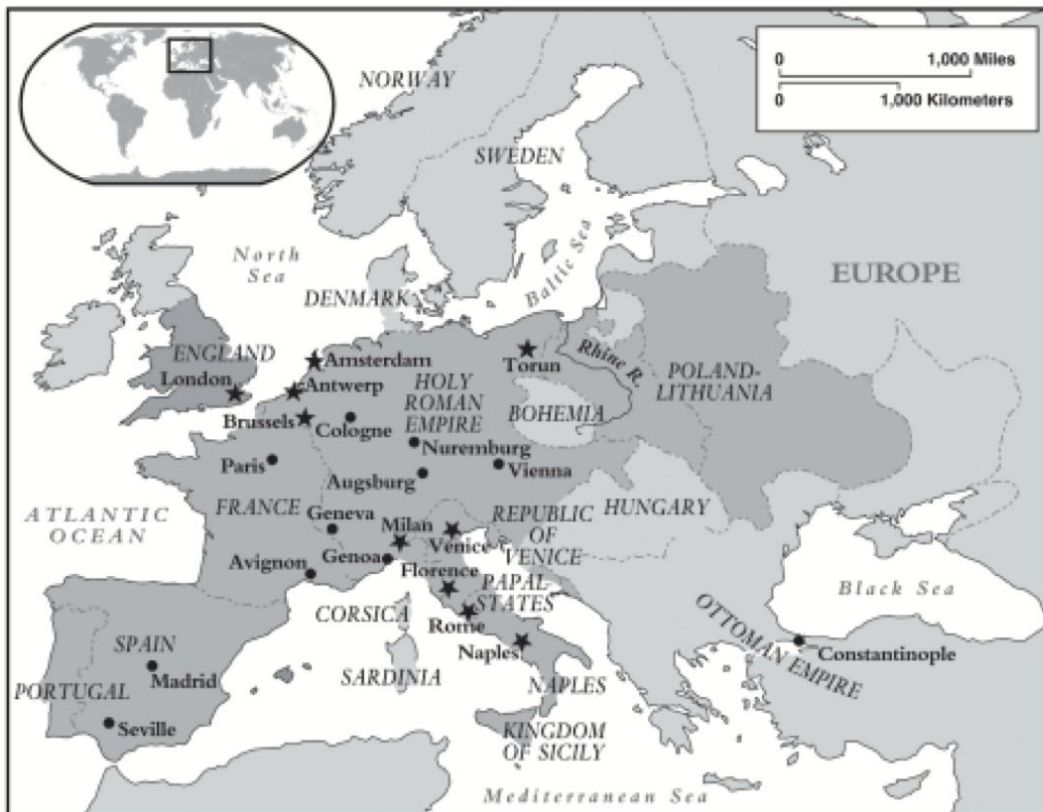 0 1,000 Miles
0 1,000 Kilometers
NORWAY
SWEDEN
North
Sea
Baltic Sea
EUROPE
DENMARK
ENGLAND
London
Amsterdam
Antwerp
Torun
Rhine R.
POLAND-
LITHUANIA
HOLY
ROMAN
EMPIRE
BOHEMIA
Brussels
Cologne
Nuremburg
Paris
Augsburg
Vienna
FRANCE
HUNGARY
ATLANTIC
OCEAN
Geneva
Milan
REPUBLIC
OF
VENICE
Venice
Avignon
Genoa
Florence
PAPAL
STATES
Black Sea
CORSICA
Rome
OTTOMAN EMPIRE
Constantinople
SPAIN
Madrid
Naples
SARDINIA
PORTUGAL
NAPLES
Seville
KINGDOM
OF SICILY
Mediterranean Sea